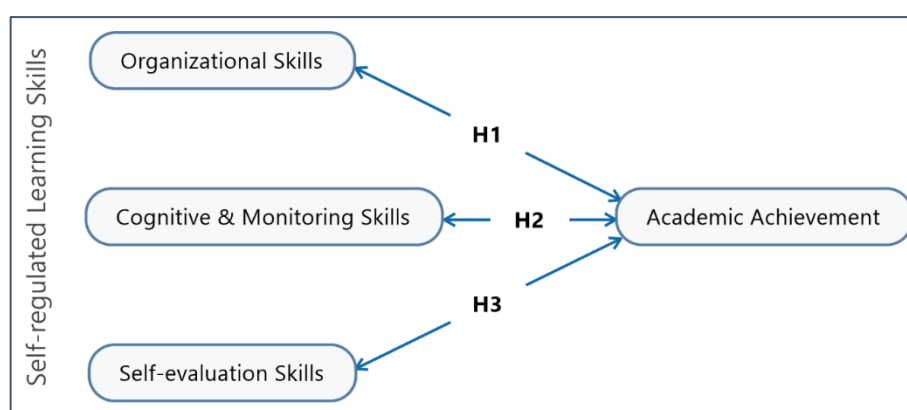 Self-regulated Learning Skills
Organizational Skills
H1
Cognitive & Monitoring Skills
H2
Academic Achievement
H3
Self-evaluation Skills